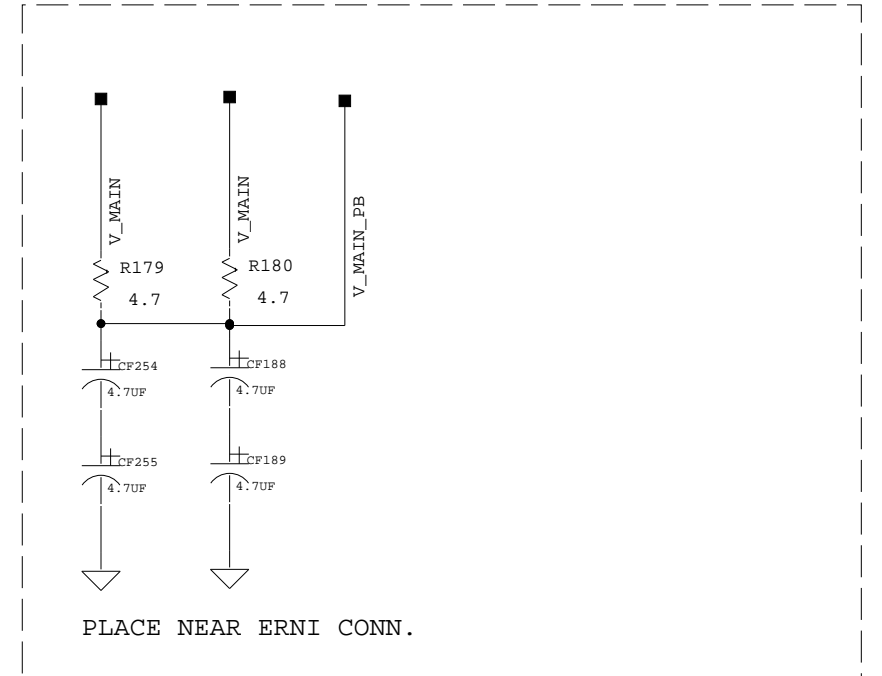 V_MAIN
V_MAIN
V_MAIN_PB
R179
4.7
R180
4.7
CF254
4.7UF
CF188
4.7UF
CF255
4.7UF
CF189
4.7UF
PLACE NEAR ERNI CONN.